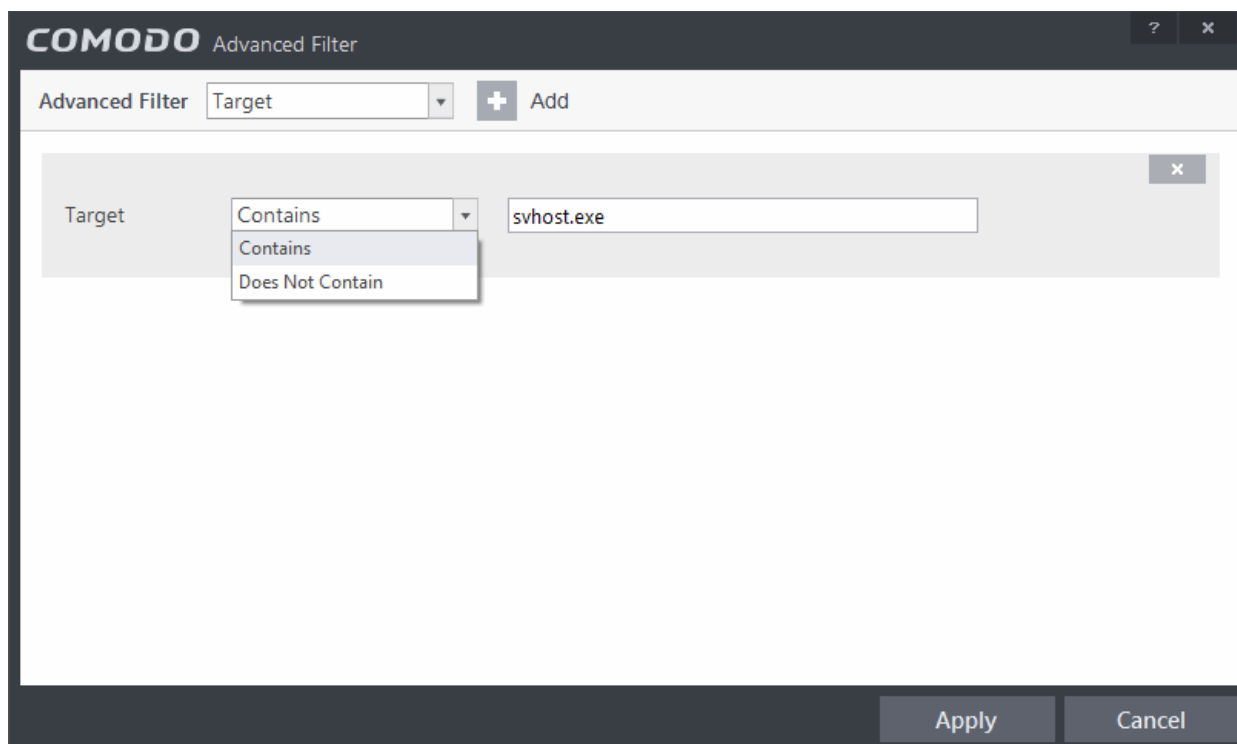 COMODO Advanced Filter ? ×
Advanced Filter Target + Add
×
Target Contains svhost.exe
Contains
Does Not Contain
Apply Cancel